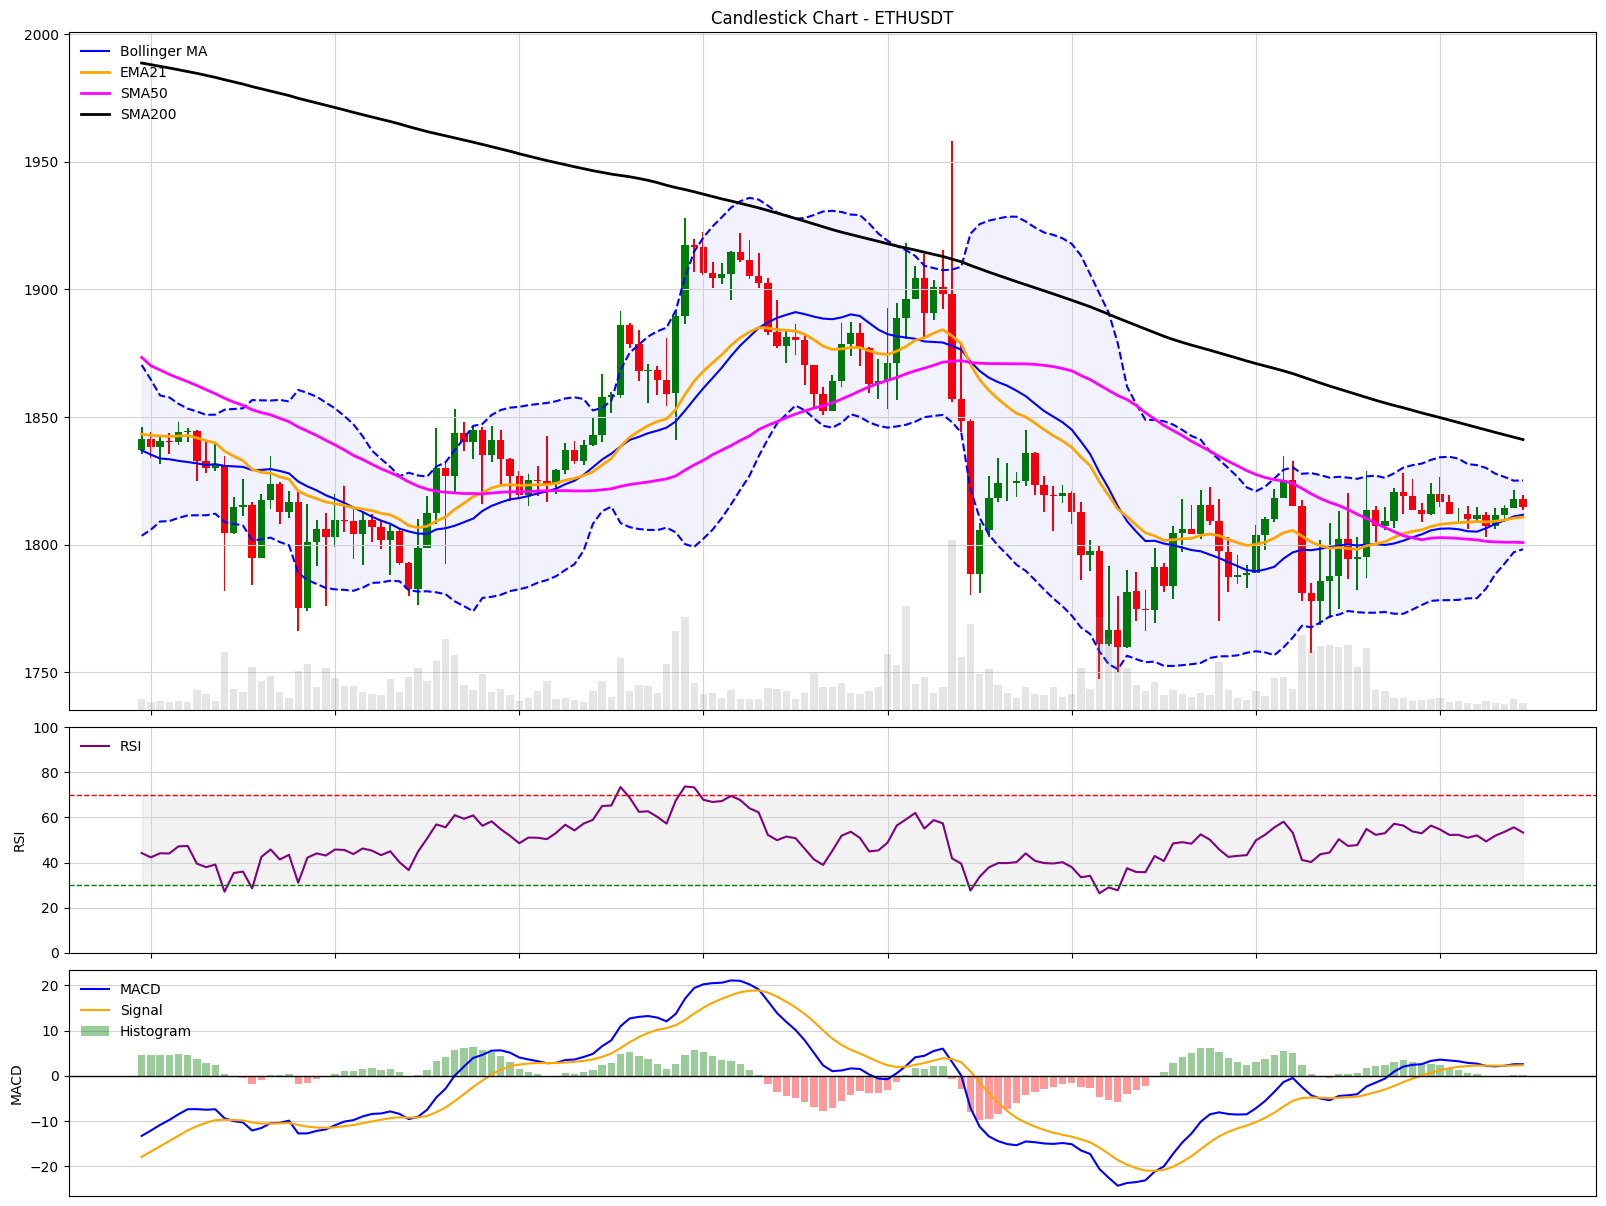 Candlestick Chart - ETHUSDT
2000
1950
1900
1850
1800
1750
Bollinger MA
EMA21
SMA50
SMA200
100
80
60
40
20
0
RSI
RSI
20
10
0
−10
−20
MACD
MACD
Signal
Histogram